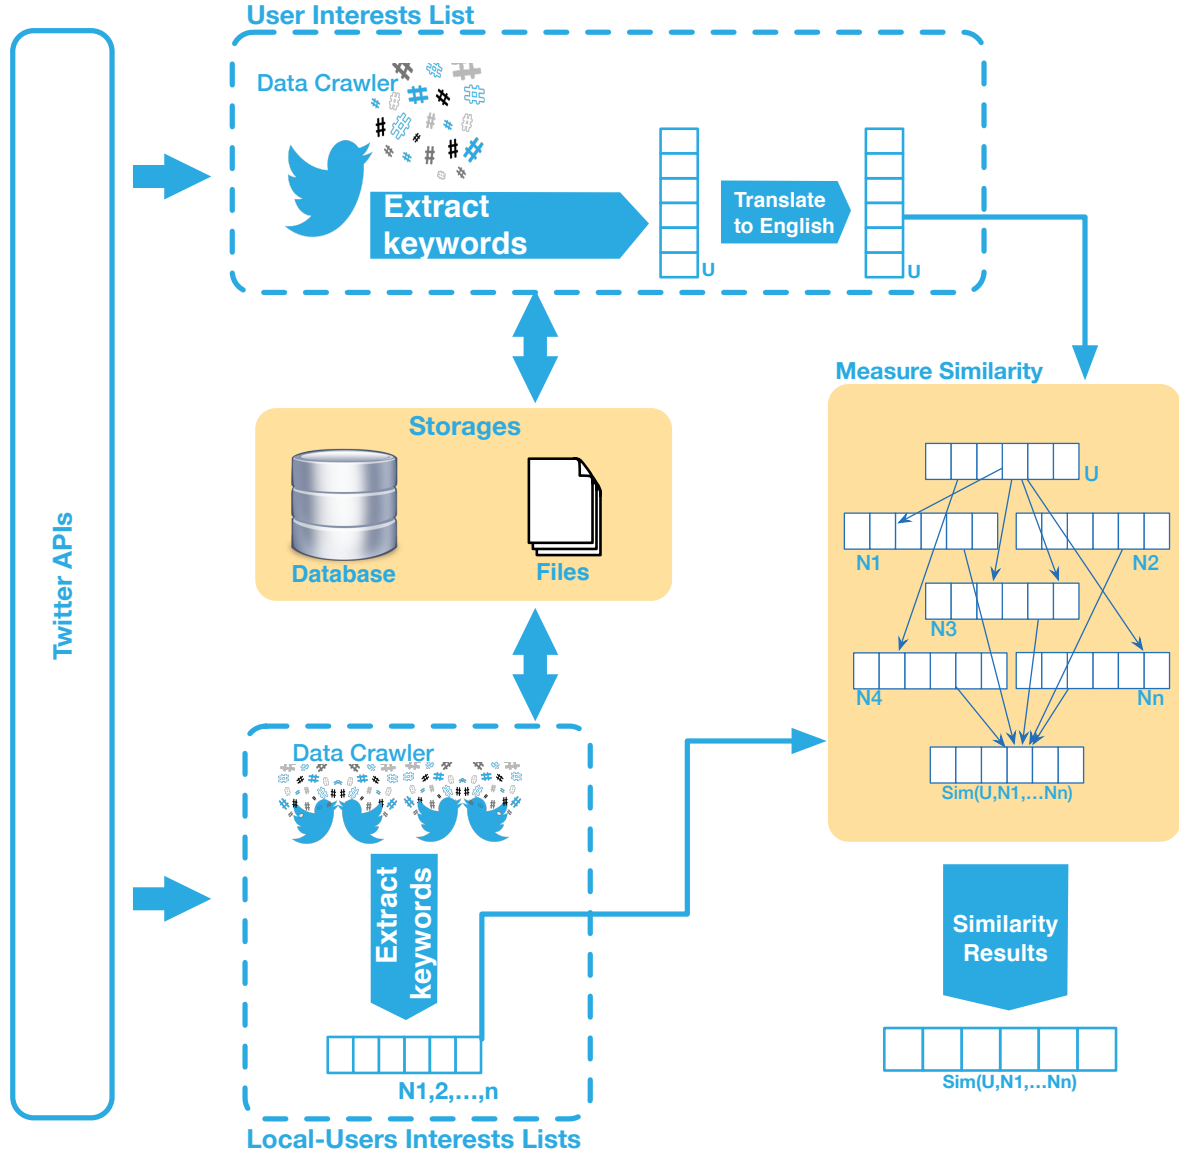 User Interests List
Data Crawler
Extract
keywords
Translate
to English
U
U
Twitter APIs
Storages
Database
Files
Measure Similarity
U
N1
N2
N3
N4
Nn
Sim(U,N1,...Nn)
Data Crawler
Extract
keywords
N1,2,...,n
Local-Users Interests Lists
Similarity
Results
Sim(U,N1,...Nn)